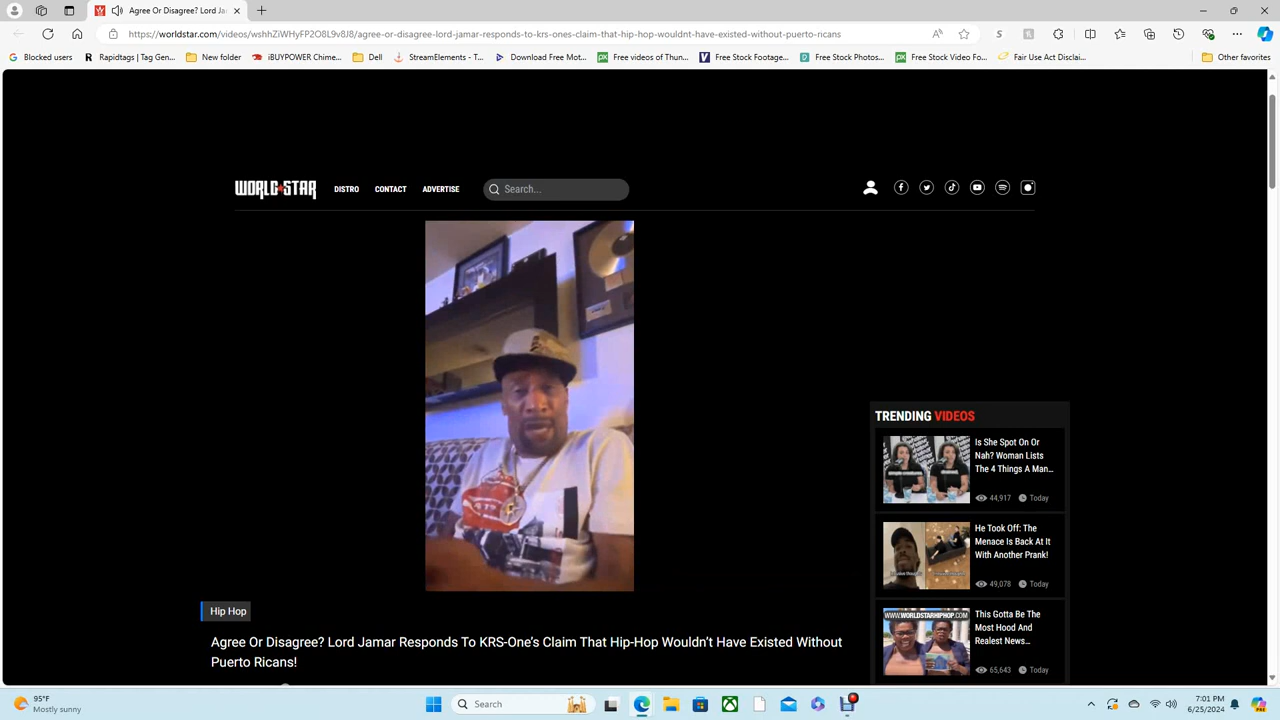 Agree Or Disagree? Lord Ja
https://worldstar.com/videos/wshhZiWHyFP2O8L9v8J8/agree-or-disagree-lord-jamar-responds-to-krs-ones-claim-that-hip-hop-wouldnt-have-existed-without-puerto-ricans
Blocked users
Rapidtags | Tag Gen...
New folder
iBUYPOWER Chime...
Dell
StreamElements - T...
Download Free Mot...
Free videos of Thun...
Free Stock Footage...
Free Stock Photos...
Free Stock Video Fo...
Fair Use Act Disclai...
Other favorites
WORLD STAR
DISTRO
CONTACT
ADVERTISE
Search...
TRENDING VIDEOS
Is She Spot On Or
Nah? Woman Lists
The 4 Things A Man...
44,917
Today
He Took Off: The
Menace Is Back At It
With Another Prank!
49,078
Today
WWW.WORLDSTARHIPHOP.COM
This Gotta Be The
Most Hood And
Realest News...
65,643
Today
Hip Hop
Agree Or Disagree? Lord Jamar Responds To KRS-One's Claim That Hip-Hop Wouldn't Have Existed Without
Puerto Ricans!
95°F
Mostly sunny
Search
7:01 PM
6/25/2024